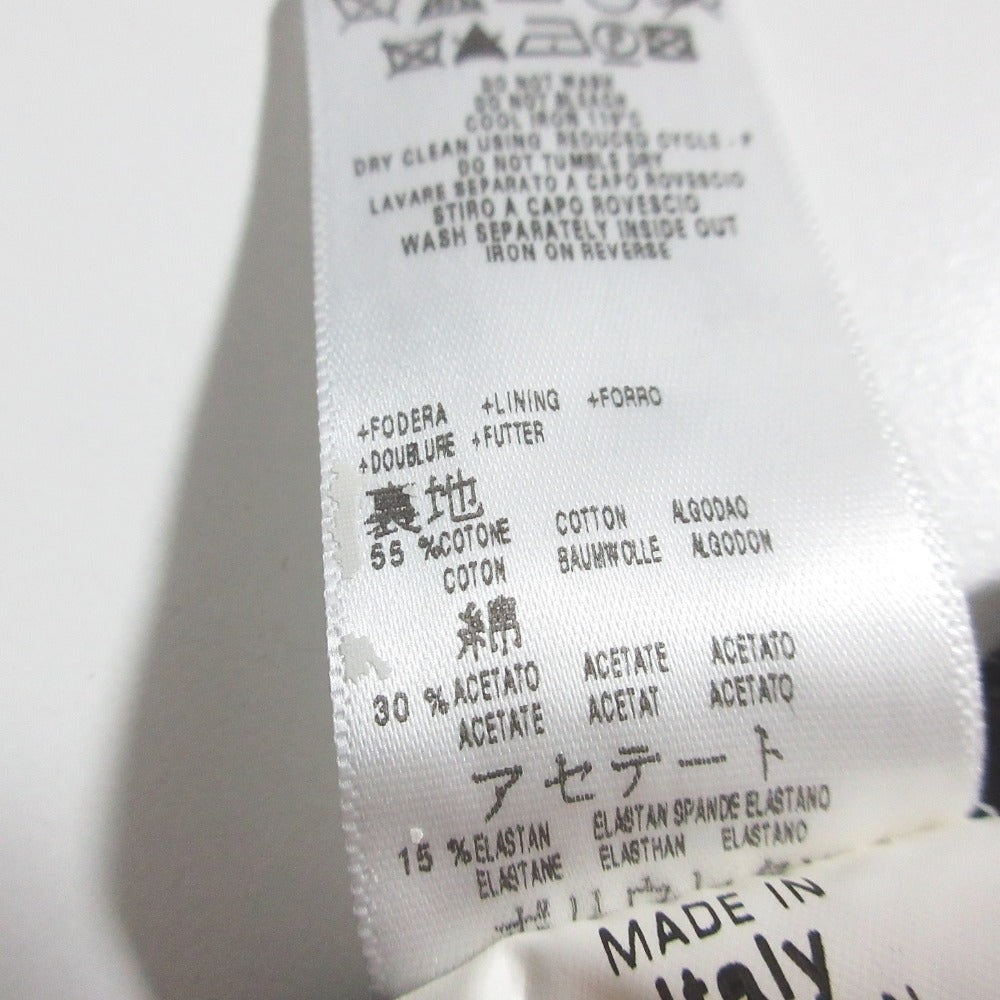 DO NOT WASH
DO NOT BLEACH
COOL IRON 110°C
DRY CLEAN USING REDUCED CYCLE - P
DO NOT TUMBLE DRY
LAVARE SEPARATO A CAPO ROVESCIO
STIRO A CAPO ROVESCIO
WASH SEPARATELY INSIDE OUT
IRON ON REVERSE
+FODERA +LINING +FORRO
+DOUBLURE +FUTTER
裏地
55 %COTONE COTTON ALGODAO
COTON BAUMWOLLE ALGODON
綿
30 %ACETATO ACETATE ACETATO
ACETATE ACETAT ACETATO
アセテート
15 %ELASTAN ELASTAN SPANDE ELASTANO
ELASTANE ELASTHAN ELASTANO
MADE IN
Italy